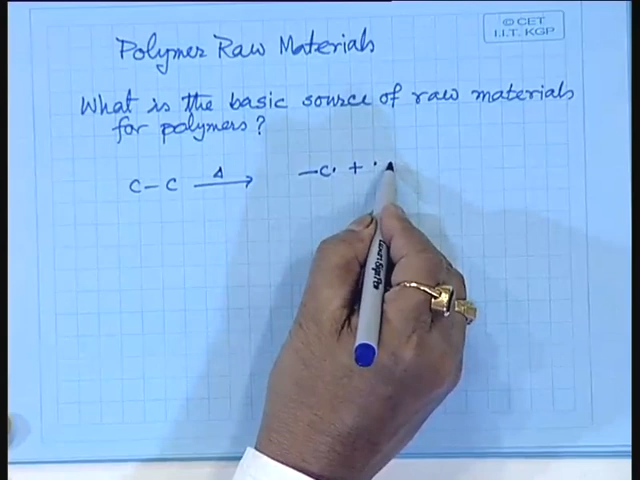 © CET
I.I.T. KGP
Polymer Raw Materials
What is the basic source of raw materials
for polymers?
C – C —Δ→ – C· + ·